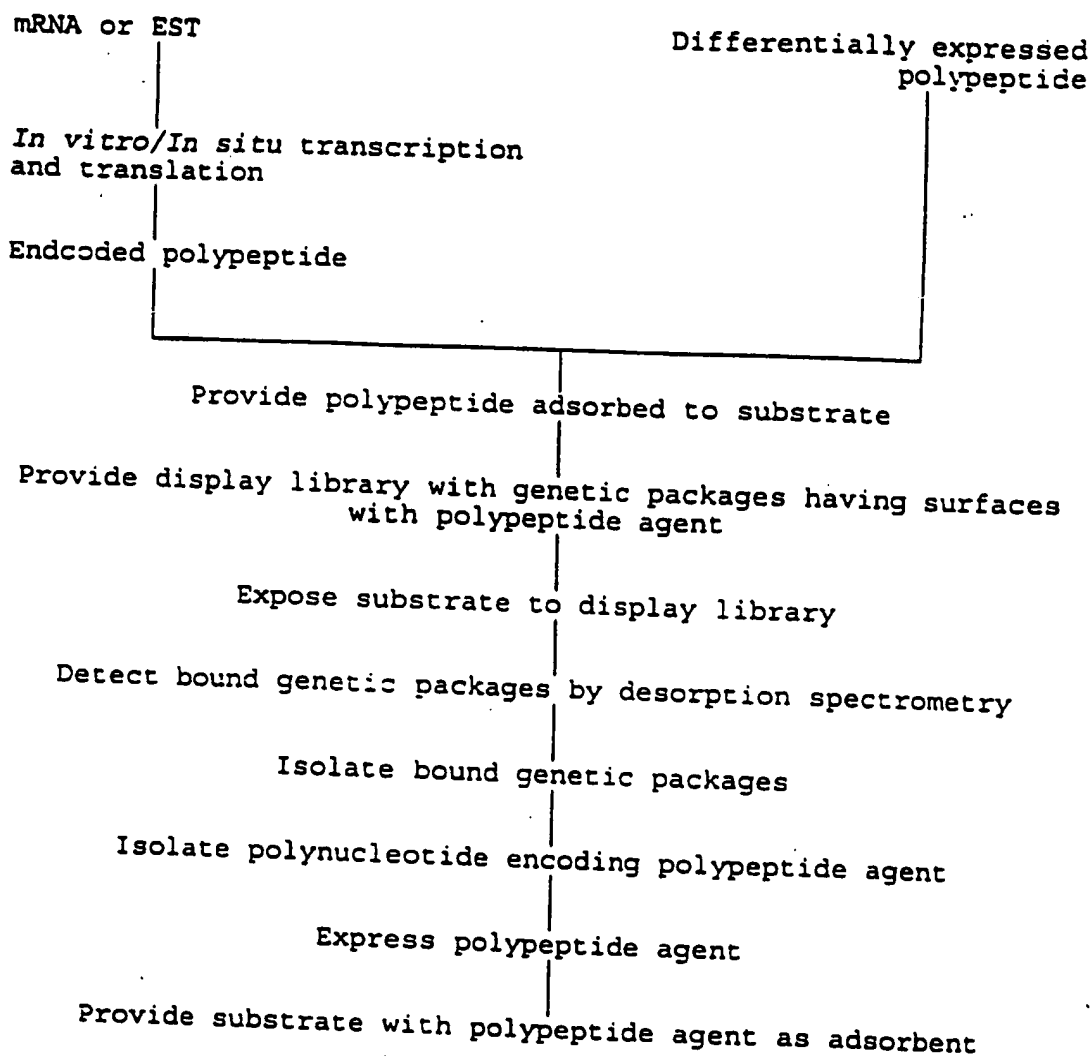 mRNA or EST
Differentially expressed
polypeptide
In vitro/In situ transcription
and translation
Endcoded polypeptide
Provide polypeptide adsorbed to substrate
Provide display library with genetic packages having surfaces
with polypeptide agent
Expose substrate to display library
Detect bound genetic packages by desorption spectrometry
Isolate bound genetic packages
Isolate polynucleotide encoding polypeptide agent
Express polypeptide agent
Provide substrate with polypeptide agent as adsorbent